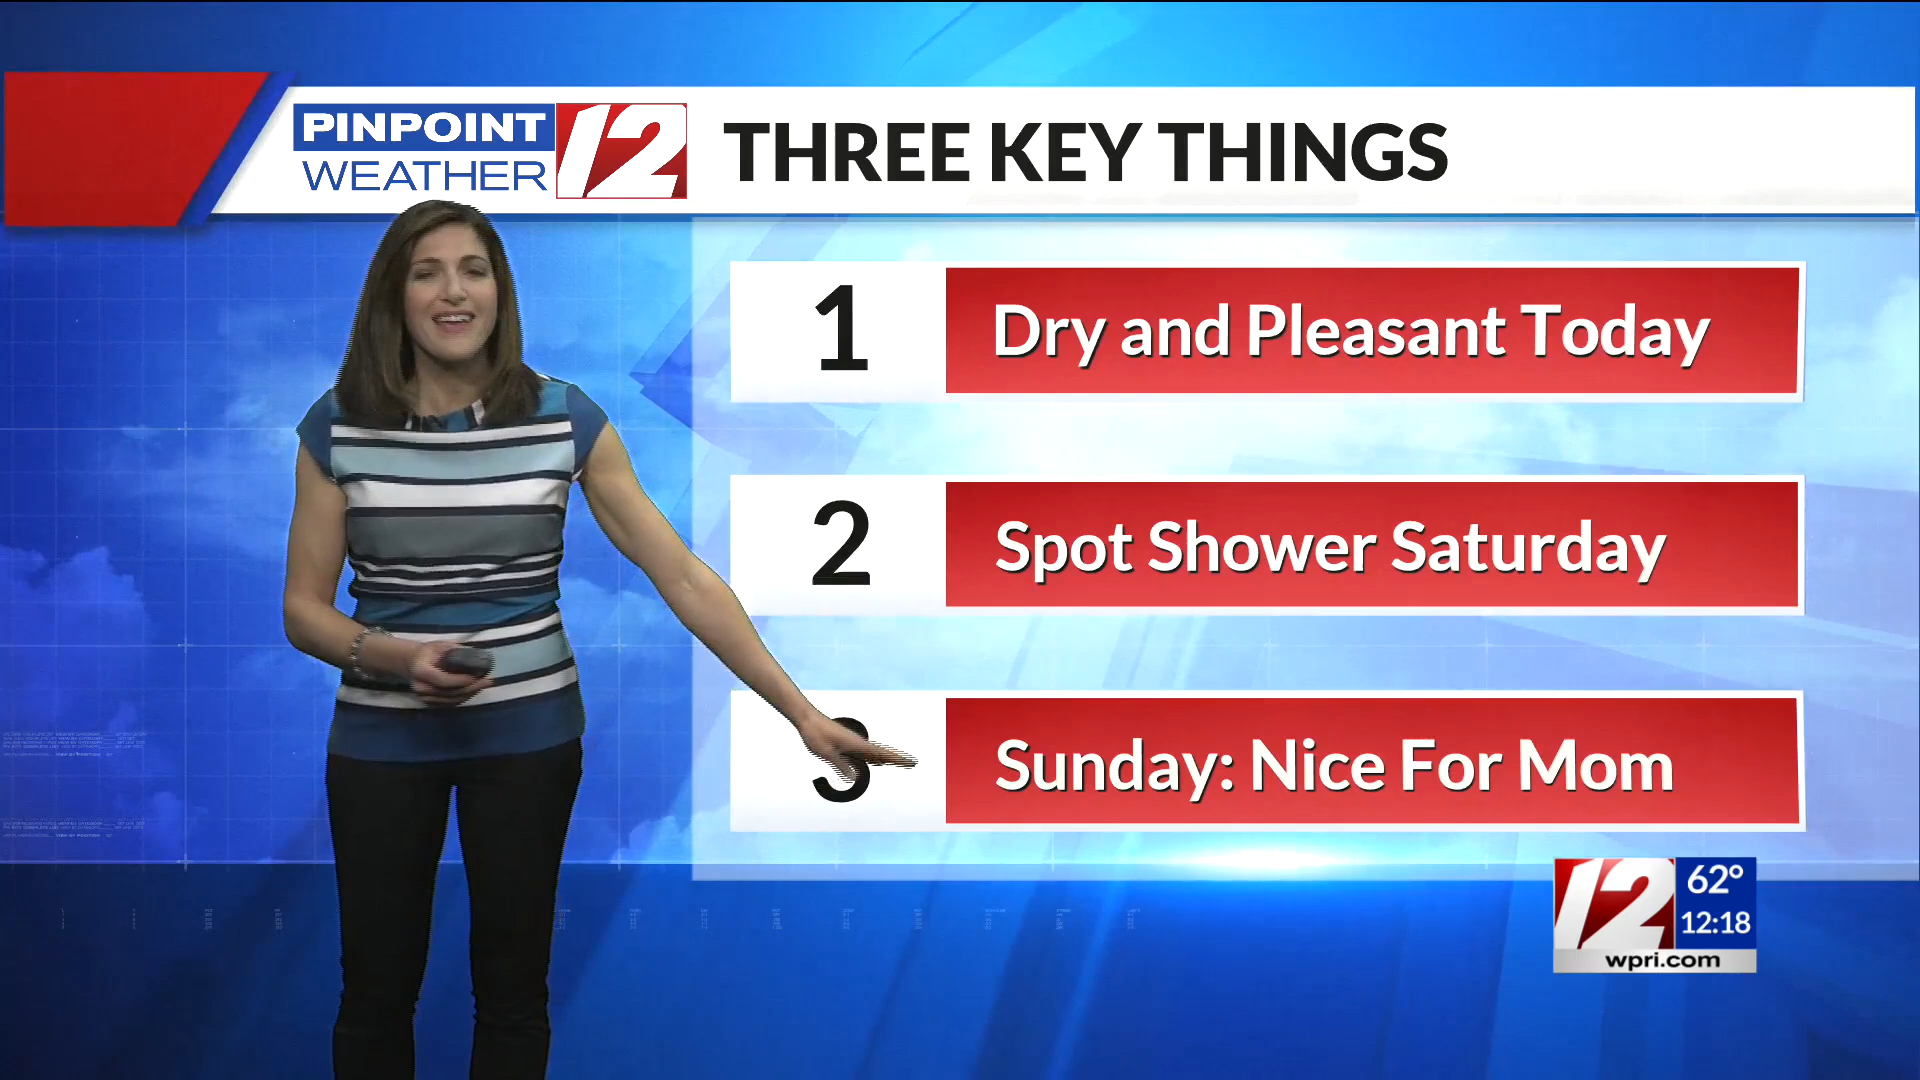 PINPOINT
WEATHER
12
THREE KEY THINGS
1
Dry and Pleasant Today
2
Spot Shower Saturday
3
Sunday: Nice For Mom
12
62°
12:18
wpri.com